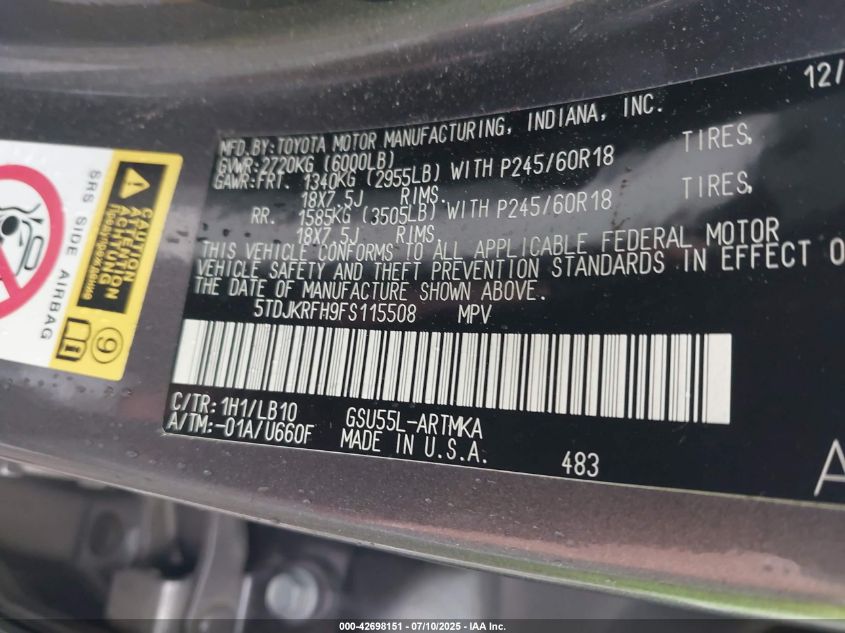 12/
MFD.BY:TOYOTA MOTOR MANUFACTURING, INDIANA, INC.
GVWR:2720KG (6000LB)
GAWR:FRT. 1340KG (2955LB) WITH P245/60R18 TIRES,
18X7.5J RIMS.
RR. 1585KG (3505LB) WITH P245/60R18 TIRES,
18X7.5J RIMS
THIS VEHICLE CONFORMS TO ALL APPLICABLE FEDERAL MOTOR
VEHICLE SAFETY AND THEFT PREVENTION STANDARDS IN EFFECT O
THE DATE OF MANUFACTURE SHOWN ABOVE.
5TDJKRFH9FS115508 MPV
C/TR:1H1/LB10 GSU55L-ARTMKA
A/TM:-01A/U660F MADE IN U.S.A.
483
A
SRS SIDE AIRBAG
CAUTION
ATTENTION
ACHTUNG
9
000-42698151 - 07/10/2025 - IAA Inc.